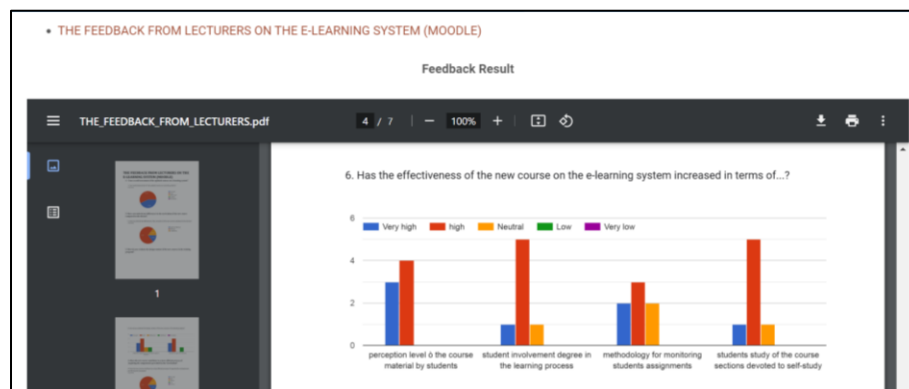 THE FEEDBACK FROM LECTURERS ON THE E-LEARNING SYSTEM (MOODLE)
Feedback Result
THE_FEEDBACK_FROM_LECTURERS.pdf
4 / 7
100%
6. Has the effectiveness of the new course on the e-learning system increased in terms of...?
6
Very high
high
Neutral
Low
Very low
4
2
0
perception level ò the course
material by students
student involvement degree in
the learning process
methodology for monitoring
students assignments
students study of the course
sections devoted to self-study
1